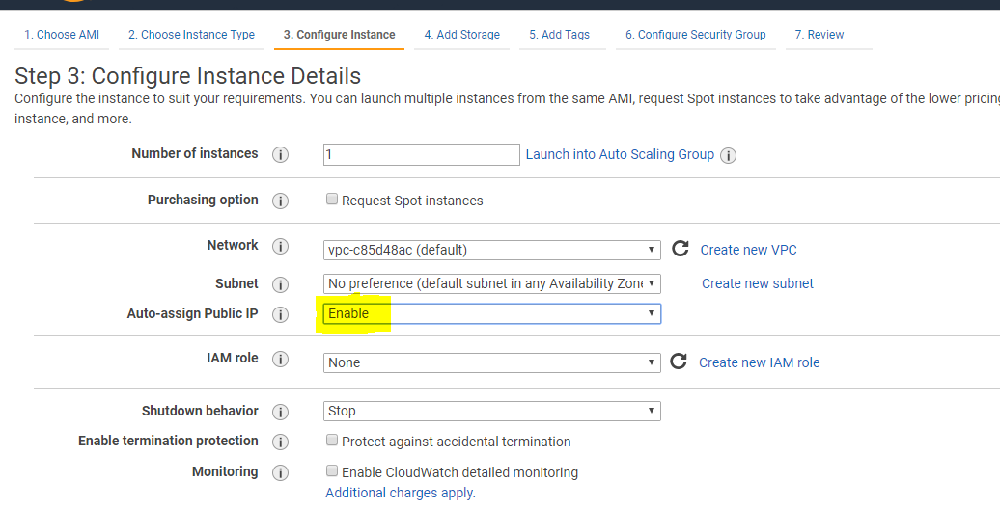 1. Choose AMI 2. Choose Instance Type 3. Configure Instance 4. Add Storage 5. Add Tags 6. Configure Security Group 7. Review
Step 3: Configure Instance Details
Configure the instance to suit your requirements. You can launch multiple instances from the same AMI, request Spot instances to take advantage of the lower pricing
instance, and more.
Number of instances i 1 Launch into Auto Scaling Group i
Purchasing option i Request Spot instances
Network i vpc-c85d48ac (default) Create new VPC
Subnet i No preference (default subnet in any Availability Zone Create new subnet
Auto-assign Public IP i Enable
IAM role i None Create new IAM role
Shutdown behavior i Stop
Enable termination protection i Protect against accidental termination
Monitoring i Enable CloudWatch detailed monitoring
Additional charges apply.